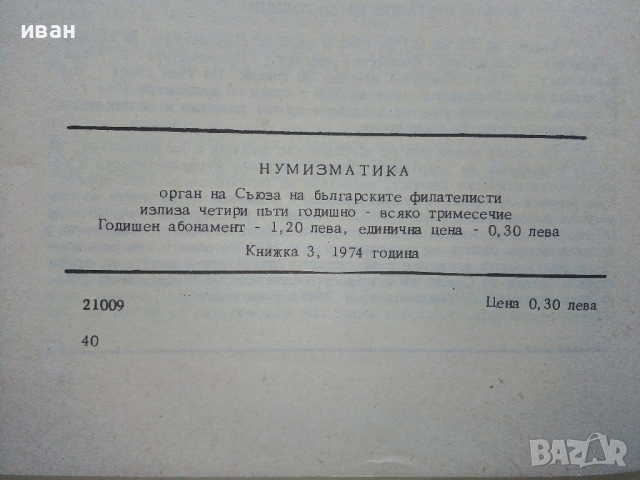 иван
НУМИЗМАТИКА
орган на Съюза на българските филателисти
излиза четири пъти годишно - всяко тримесечие
Годишен абонамент - 1,20 лева, единична цена - 0,30 лева
Книжка 3, 1974 година
21009
Цена 0,30 лева
40
BAZAR